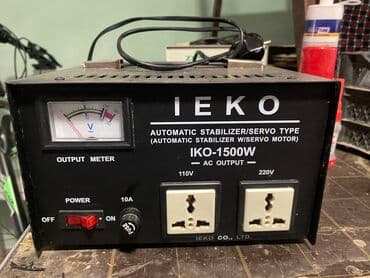 IEKO
AUTOMATIC STABILIZER/SERVO TYPE
(AUTOMATIC STABILIZER W/SERVO MOTOR)
IKO-1500W
AC OUTPUT
V
OUTPUT METER
110V
220V
POWER
10A
OFF
ON
IEKO CO., LTD.